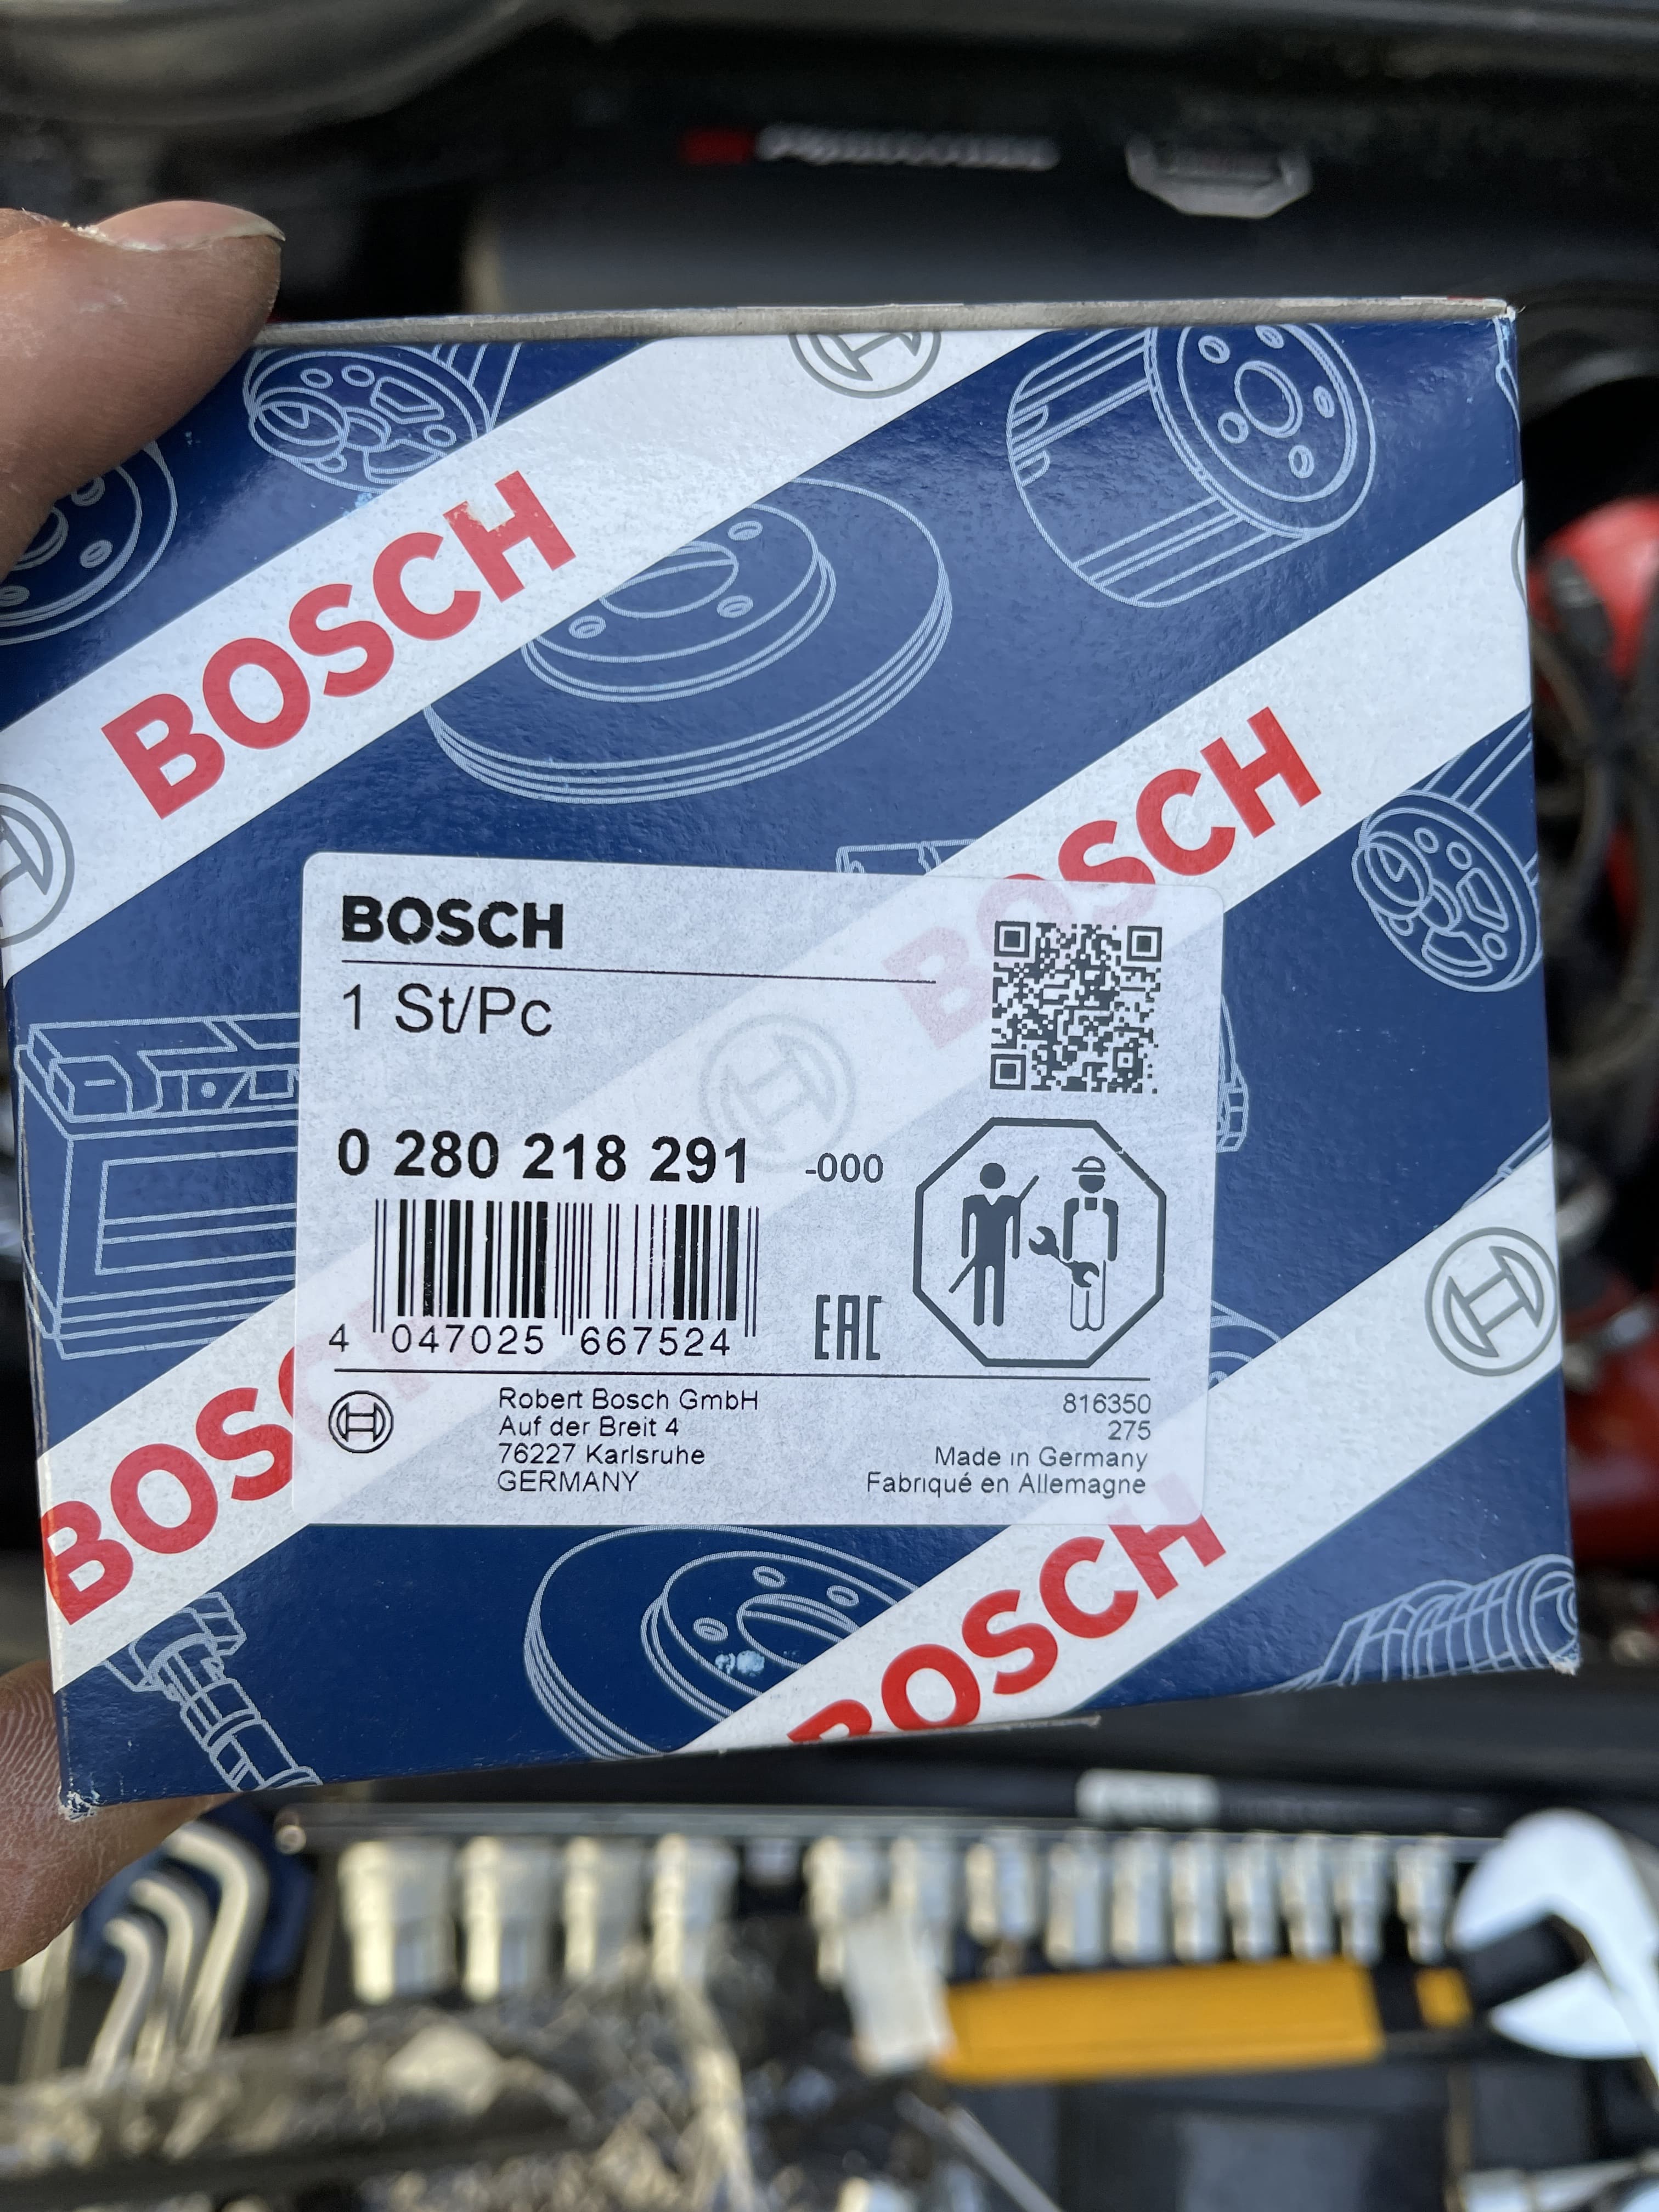 BOSCH
BOSCH
BOSCH
1 St/Pc
0 280 218 291 -000
4 047025 667524
EAC
Robert Bosch GmbH
Auf der Breit 4
76227 Karlsruhe
GERMANY
816350
275
Made in Germany
Fabriqué en Allemagne
BOSCH
BOSCH